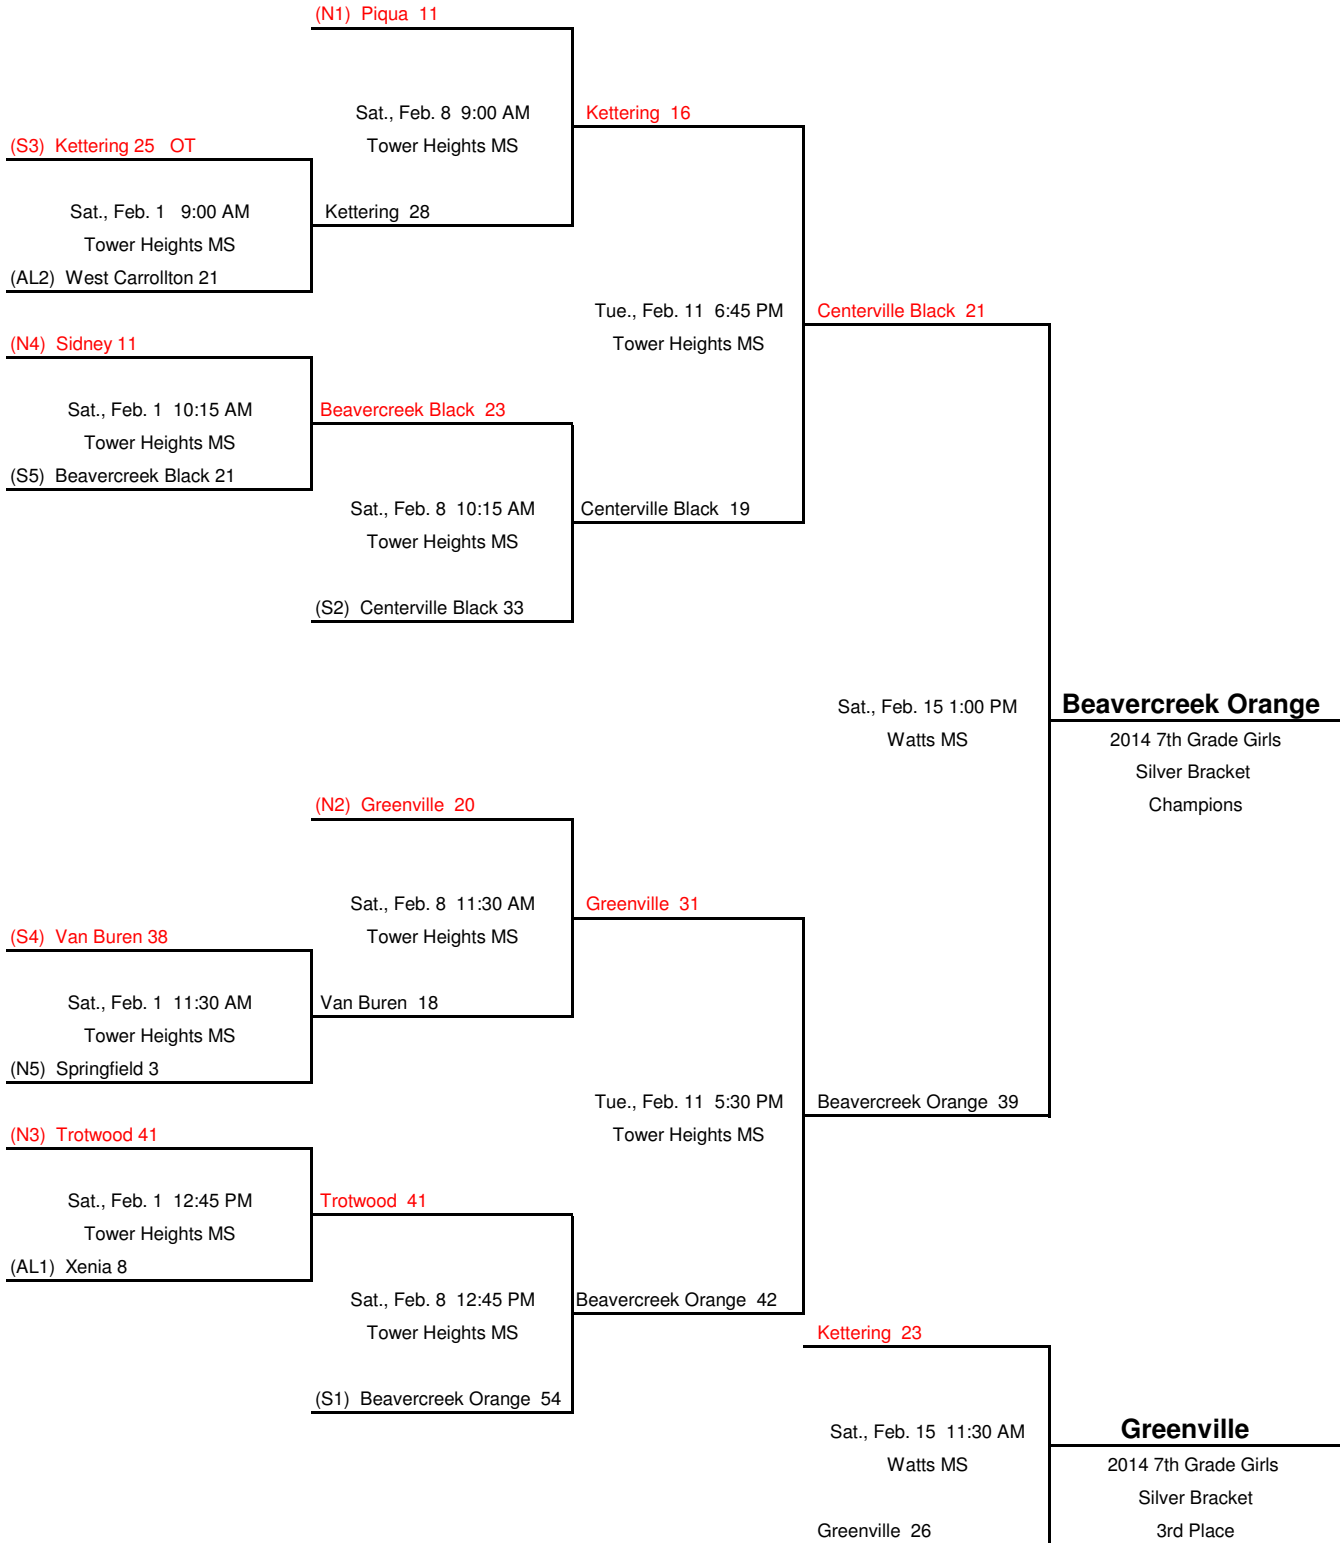 (N1) Piqua 11
Sat., Feb. 8 9:00 AM
Kettering 16
(S3) Kettering 25 OT
Tower Heights MS
Sat., Feb. 1 9:00 AM
Kettering 28
Tower Heights MS
(AL2) West Carrollton 21
Tue., Feb. 11 6:45 PM
Centerville Black 21
(N4) Sidney 11
Tower Heights MS
Sat., Feb. 1 10:15 AM
Beavercreek Black 23
Tower Heights MS
(S5) Beavercreek Black 21
Sat., Feb. 8 10:15 AM
Centerville Black 19
Tower Heights MS
(S2) Centerville Black 33
Sat., Feb. 15 1:00 PM
Beavercreek Orange
Watts MS
2014 7th Grade Girls
Silver Bracket
(N2) Greenville 20
Champions
Sat., Feb. 8 11:30 AM
Greenville 31
(S4) Van Buren 38
Tower Heights MS
Sat., Feb. 1 11:30 AM
Van Buren 18
Tower Heights MS
(N5) Springfield 3
Tue., Feb. 11 5:30 PM
Beavercreek Orange 39
(N3) Trotwood 41
Tower Heights MS
Sat., Feb. 1 12:45 PM
Trotwood 41
Tower Heights MS
(AL1) Xenia 8
Sat., Feb. 8 12:45 PM
Beavercreek Orange 42
Tower Heights MS
Kettering 23
(S1) Beavercreek Orange 54
Sat., Feb. 15 11:30 AM
Greenville
Watts MS
2014 7th Grade Girls
Silver Bracket
Greenville 26
3rd Place